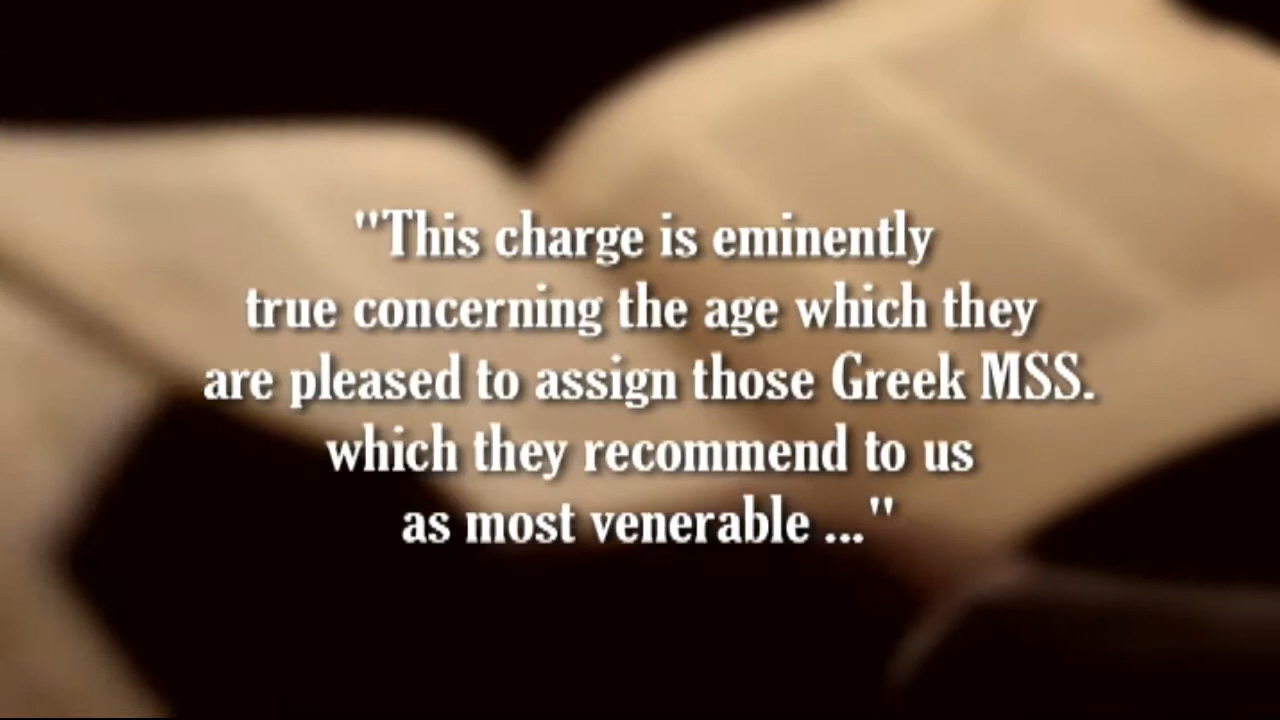 "This charge is eminently
true concerning the age which they
are pleased to assign those Greek MSS.
which they recommend to us
as most venerable ..."